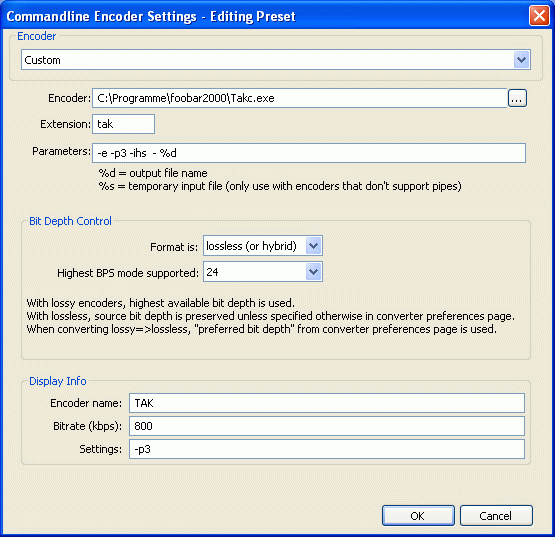 Commandline Encoder Settings - Editing Preset
Encoder
Custom
Encoder: C:\Programme\foobar2000\Takc.exe ...
Extension: tak
Parameters: -e -p3 -ihs - %d
%d = output file name
%s = temporary input file (only use with encoders that don't support pipes)
Bit Depth Control
Format is: lossless (or hybrid)
Highest BPS mode supported: 24
With lossy encoders, highest available bit depth is used.
With lossless, source bit depth is preserved unless specified otherwise in converter preferences page.
When converting lossy=>lossless, "preferred bit depth" from converter preferences page is used.
Display Info
Encoder name: TAK
Bitrate (kbps): 800
Settings: -p3
OK Cancel